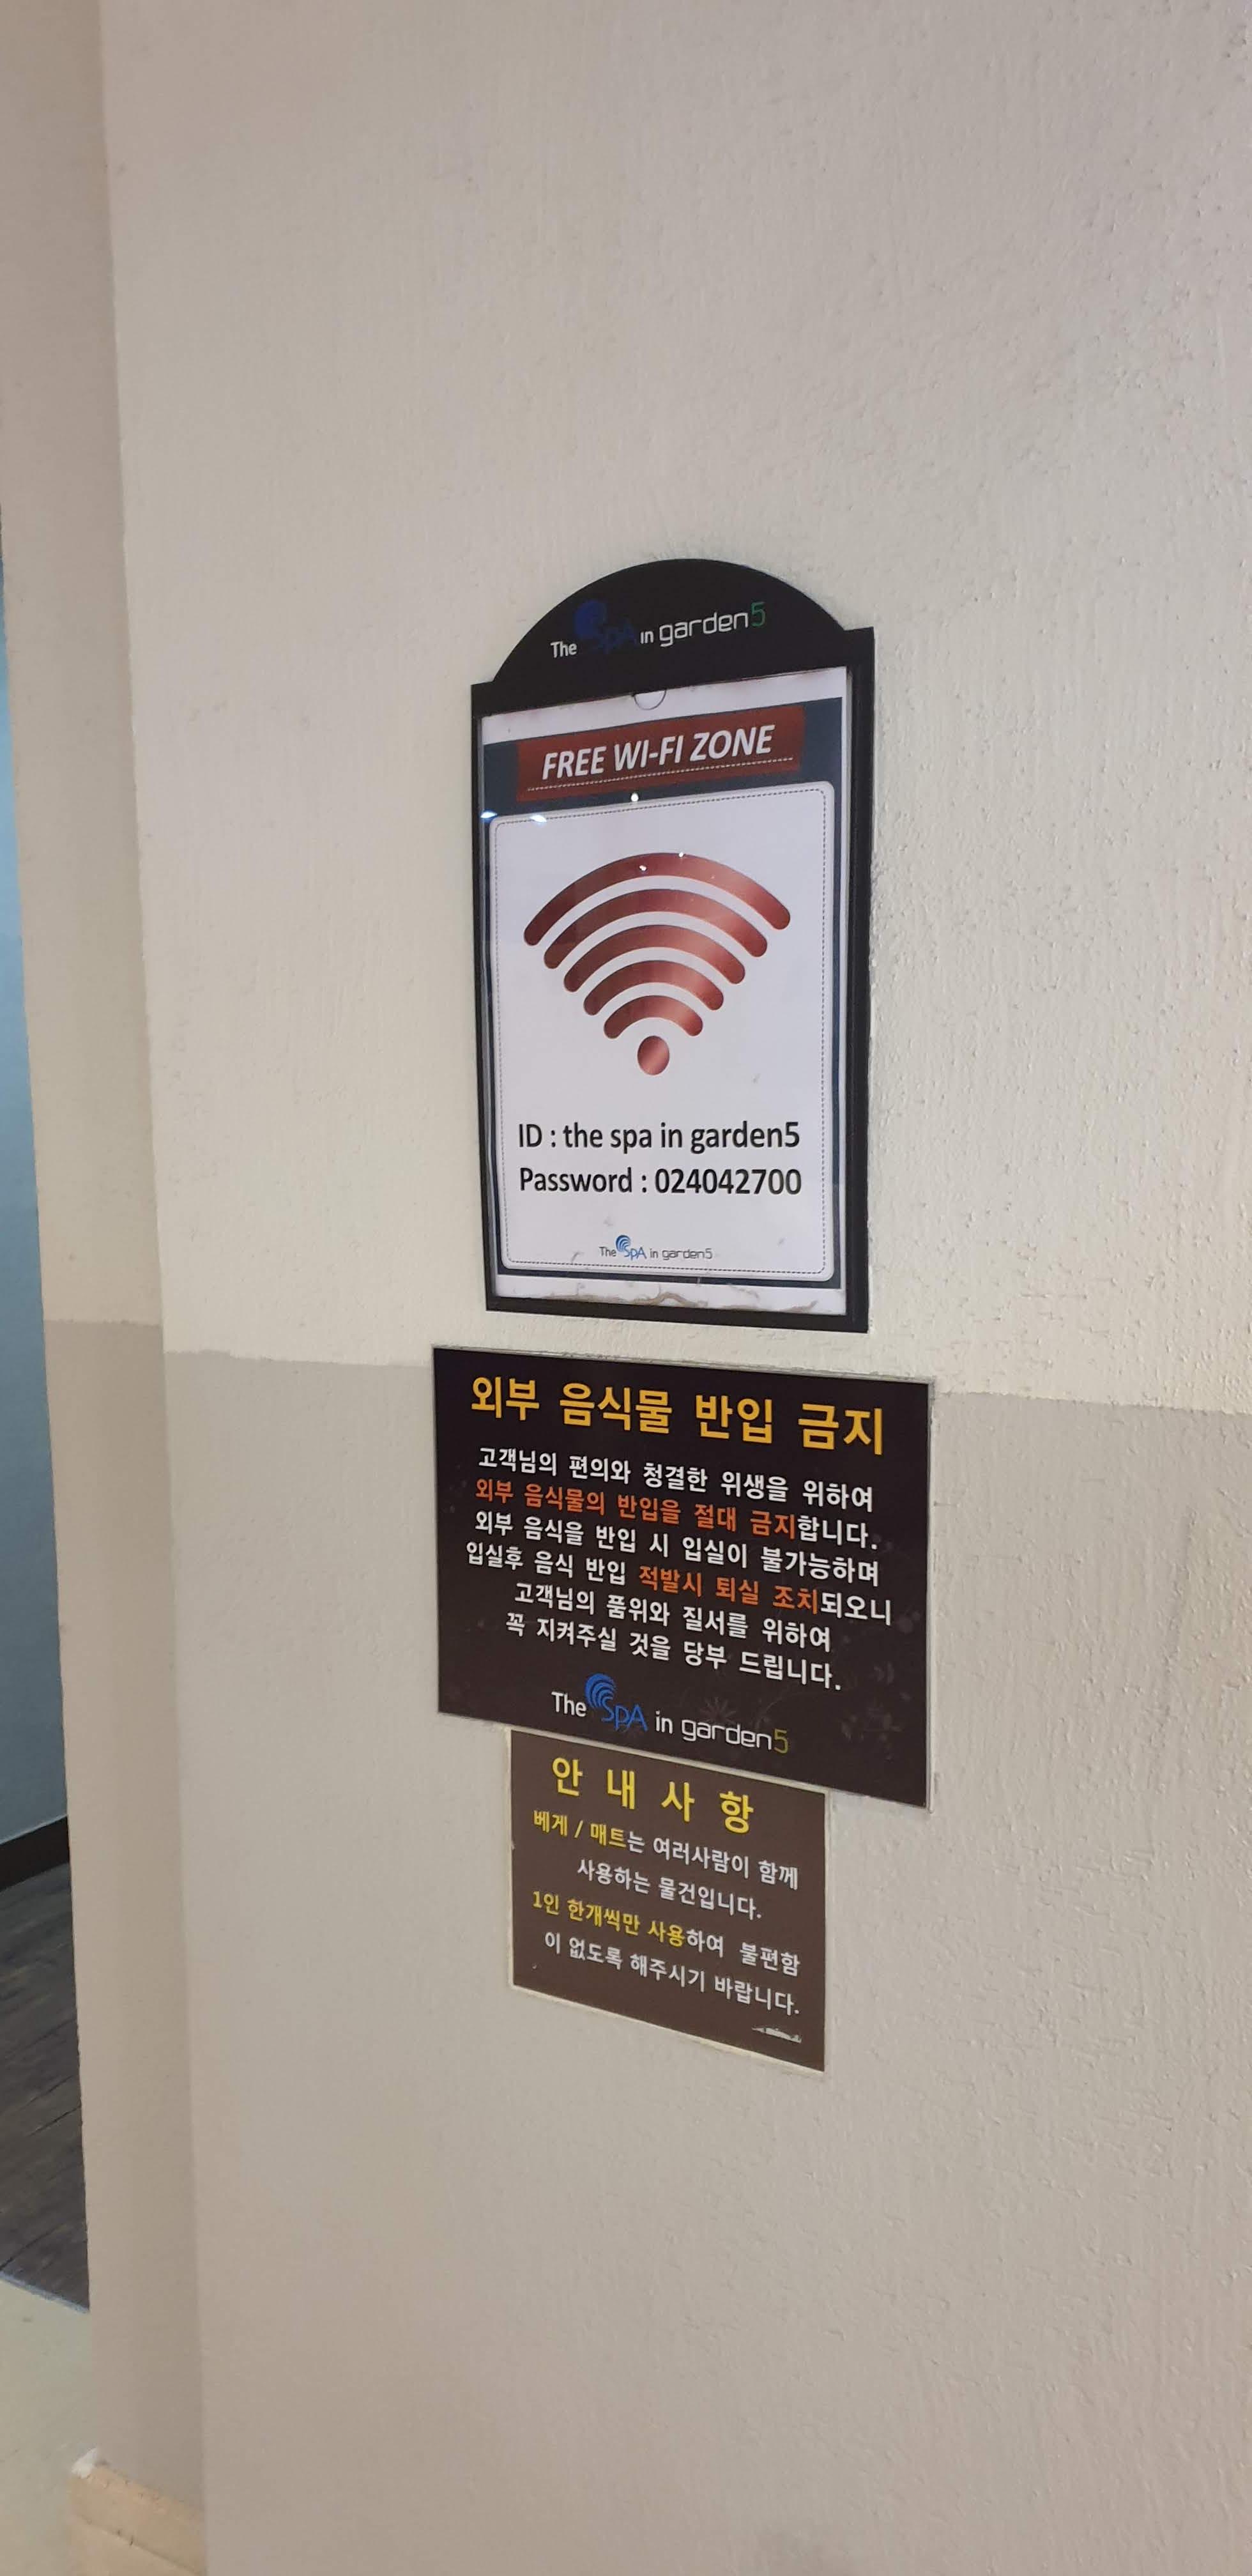 The SpA in garden5
FREE WI-FI ZONE
ID : the spa in garden5
Password : 024042700
The SpA in garden5
외부 음식물 반입 금지
고객님의 편의와 청결한 위생을 위하여
외부 음식물의 반입을 절대 금지합니다.
외부 음식을 반입 시 입실이 불가능하며
입실후 음식 반입 적발시 퇴실 조치되오니
고객님의 품위와 질서를 위하여
꼭 지켜주실 것을 당부 드립니다.
The SpA in garden5
안 내 사 항
베게 / 매트는 여러사람이 함께
사용하는 물건입니다.
1인 한개씩만 사용하여 불편함
이 없도록 해주시기 바랍니다.